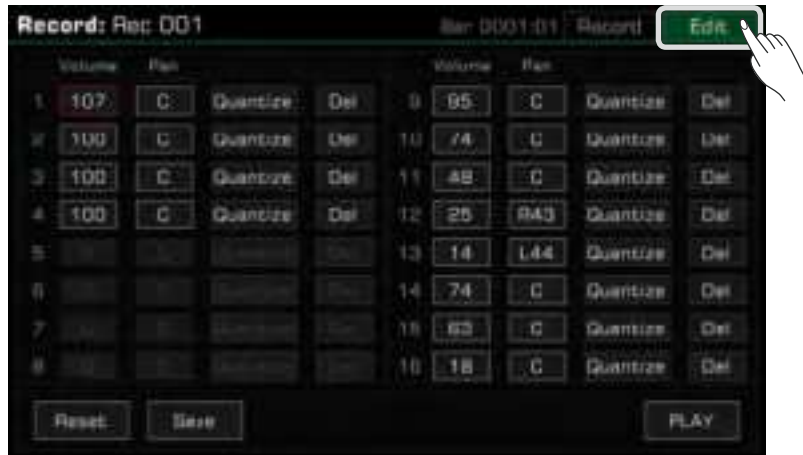 Record: Rec 001 Bar 0001:01 Record Edit
Volume Pan Volume Pan
1 107 C Quantize Del 9 95 C Quantize Del
2 100 C Quantize Del 10 74 C Quantize Del
3 100 C Quantize Del 11 48 C Quantize Del
4 100 C Quantize Del 12 25 R43 Quantize Del
5 13 14 L44 Quantize Del
6 14 74 C Quantize Del
7 15 63 C Quantize Del
8 16 18 C Quantize Del
Reset Save PLAY